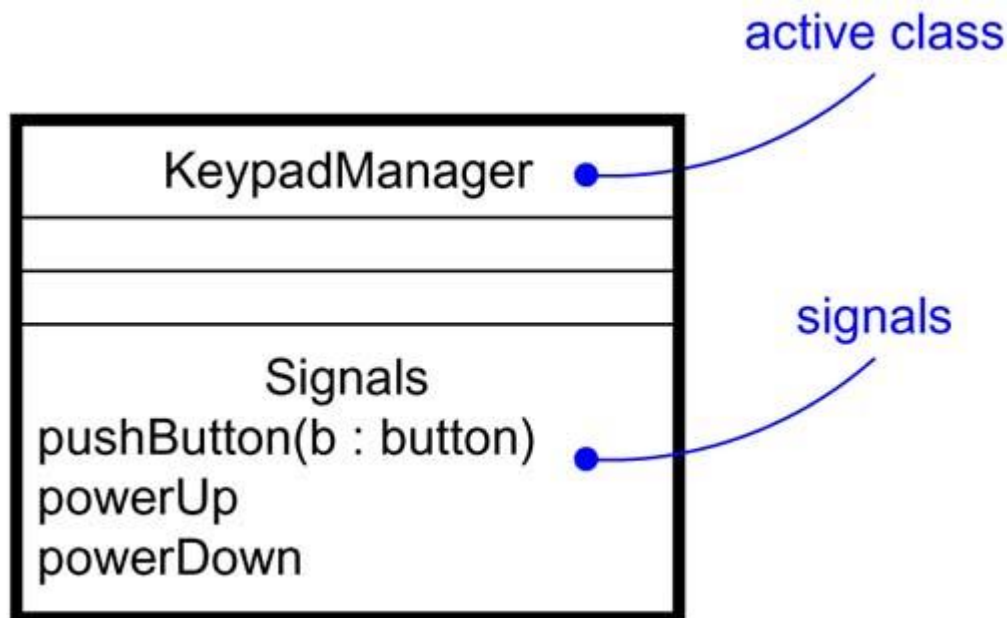 active class
KeypadManager
signals
Signals
pushButton(b : button)
powerUp
powerDown